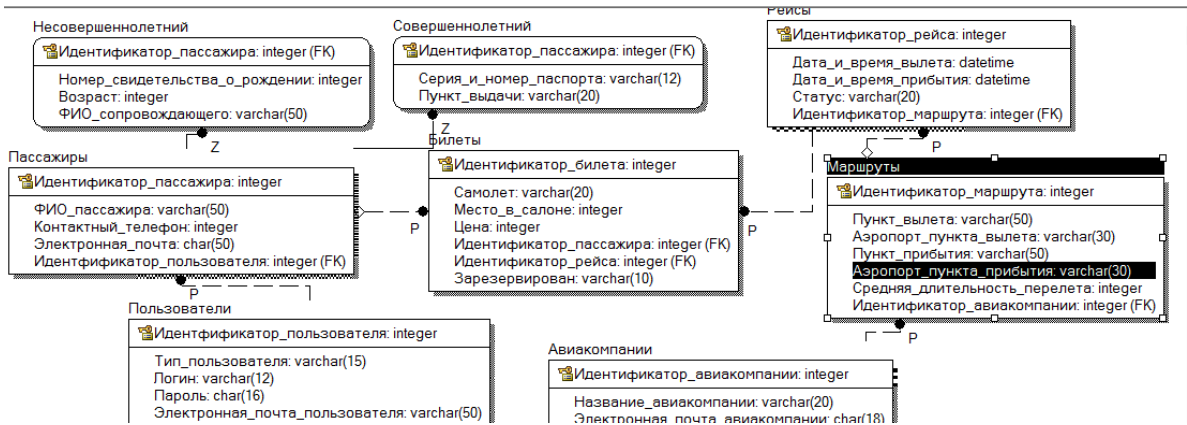 Несовершеннолетний
Идентификатор_пассажира: integer (FK)
Номер_свидетельства_о_рождении: integer
Возраст: integer
ФИО_сопровождающего: varchar(50)
Z
Совершеннолетний
Идентификатор_пассажира: integer (FK)
Серия_и_номер_паспорта: varchar(12)
Пункт_выдачи: varchar(20)
Z
Рейсы
Идентификатор_рейса: integer
Дата_и_время_вылета: datetime
Дата_и_время_прибытия: datetime
Статус: varchar(20)
Идентификатор_маршрута: integer (FK)
P
Пассажиры
Идентификатор_пассажира: integer
ФИО_пассажира: varchar(50)
Контактный_телефон: integer
Электронная_почта: char(50)
Идентфификатор_пользователя: integer (FK)
P
P
Билеты
Идентификатор_билета: integer
Самолет: varchar(20)
Место_в_салоне: integer
Цена: integer
Идентификатор_пассажира: integer (FK)
Идентификатор_рейса: integer (FK)
Зарезервирован: varchar(10)
P
Маршруты
Идентификатор_маршрута: integer
Пункт_вылета: varchar(50)
Аэропорт_пункта_вылета: varchar(30)
Пункт_прибытия: varchar(50)
Аэропорт_пункта_прибытия: varchar(30)
Средняя_длительность_перелета: integer
Идентификатор_авиакомпании: integer (FK)
P
Пользователи
Идентфификатор_пользователя: integer
Тип_пользователя: varchar(15)
Логин: varchar(12)
Пароль: char(16)
Электронная_почта_пользователя: varchar(50)
Авиакомпании
Идентификатор_авиакомпании: integer
Название_авиакомпании: varchar(20)
Электронная_почта_авиакомпании: char(18)